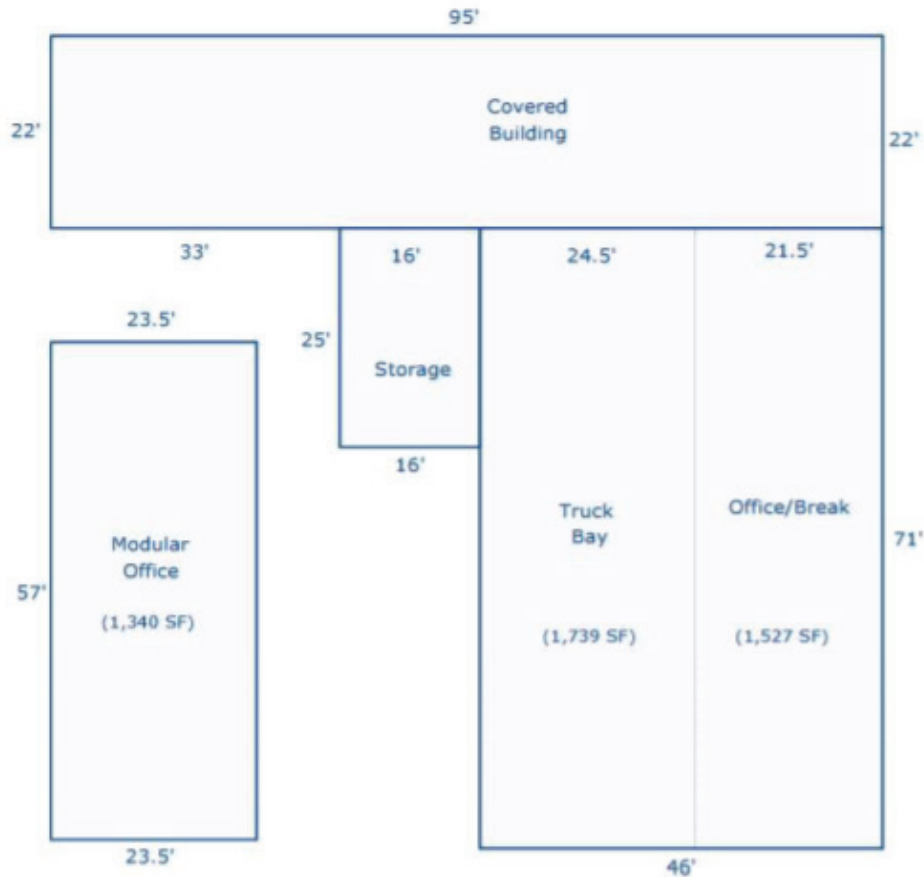 95'
Covered
Building
22'
22'
33'
16'
24.5'
21.5'
23.5'
25'
Storage
16'
Truck
Bay
Office/Break
Modular
Office
57'
71'
(1,340 SF)
(1,739 SF)
(1,527 SF)
23.5'
46'